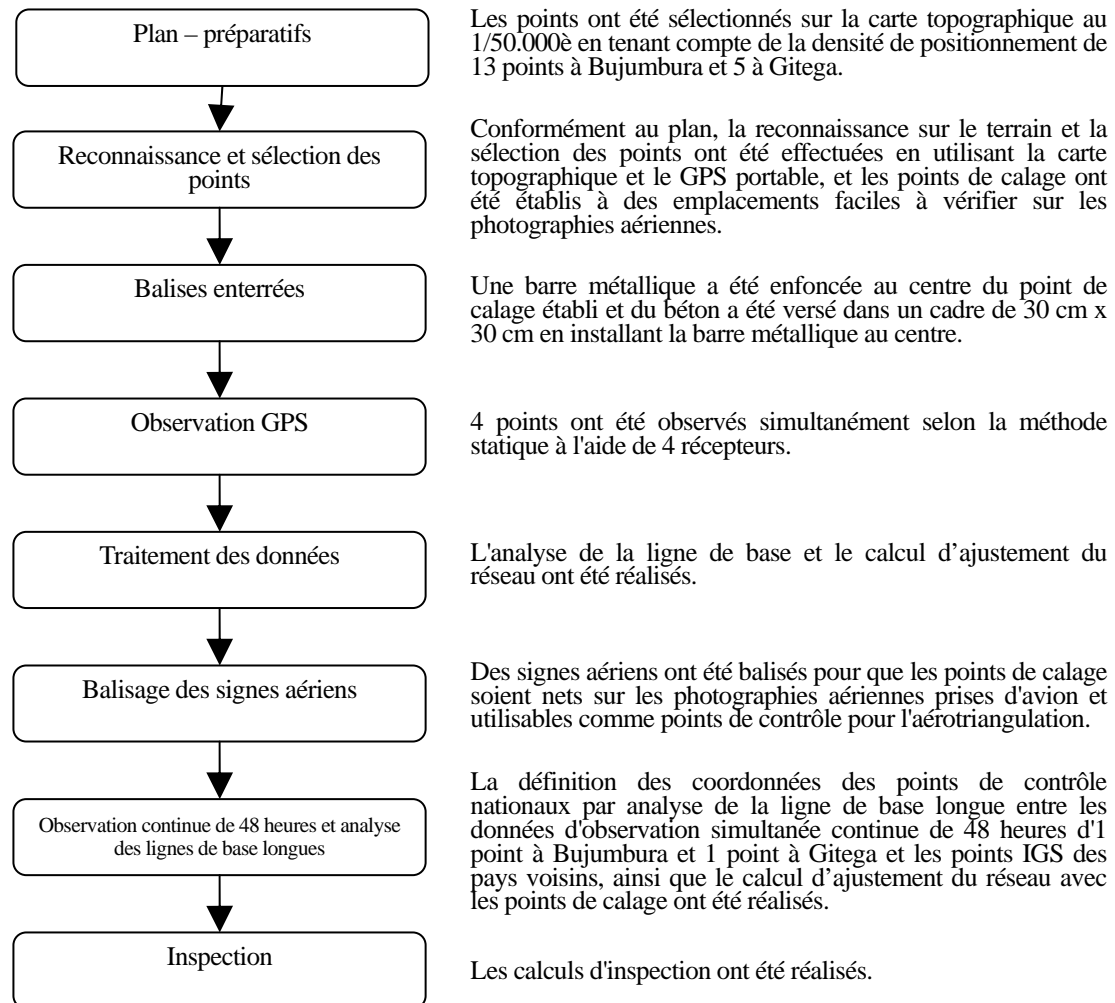 Plan – préparatifs
Les points ont été sélectionnés sur la carte topographique au
1/50.000è en tenant compte de la densité de positionnement de
13 points à Bujumbura et 5 à Gitega.
Reconnaissance et sélection des
points
Conformément au plan, la reconnaissance sur le terrain et la
sélection des points ont été effectuées en utilisant la carte
topographique et le GPS portable, et les points de calage ont
été établis à des emplacements faciles à vérifier sur les
photographies aériennes.
Balises enterrées
Une barre métallique a été enfoncée au centre du point de
calage établi et du béton a été versé dans un cadre de 30 cm x
30 cm en installant la barre métallique au centre.
Observation GPS
4 points ont été observés simultanément selon la méthode
statique à l'aide de 4 récepteurs.
Traitement des données
L'analyse de la ligne de base et le calcul d’ajustement du
réseau ont été réalisés.
Balisage des signes aériens
Des signes aériens ont été balisés pour que les points de calage
soient nets sur les photographies aériennes prises d'avion et
utilisables comme points de contrôle pour l'aérotriangulation.
Observation continue de 48 heures et analyse
des lignes de base longues
La définition des coordonnées des points de contrôle
nationaux par analyse de la ligne de base longue entre les
données d'observation simultanée continue de 48 heures d'1
point à Bujumbura et 1 point à Gitega et les points IGS des
pays voisins, ainsi que le calcul d’ajustement du réseau avec
les points de calage ont été réalisés.
Inspection
Les calculs d'inspection ont été réalisés.